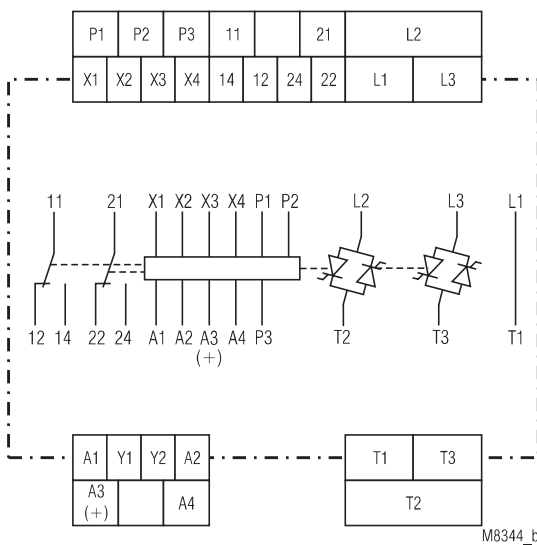 P1 P2 P3 11 21 L2
X1 X2 X3 X4 14 12 24 22 L1 L3
11 21 X1 X2 X3 X4 P1 P2 L2 L3 L1
12 14 22 24 A1 A2 A3 A4 P3 T2 T3 T1
(+)
A1 Y1 Y2 A2 T1 T3
A3 A4 T2
(+)
M8344_b